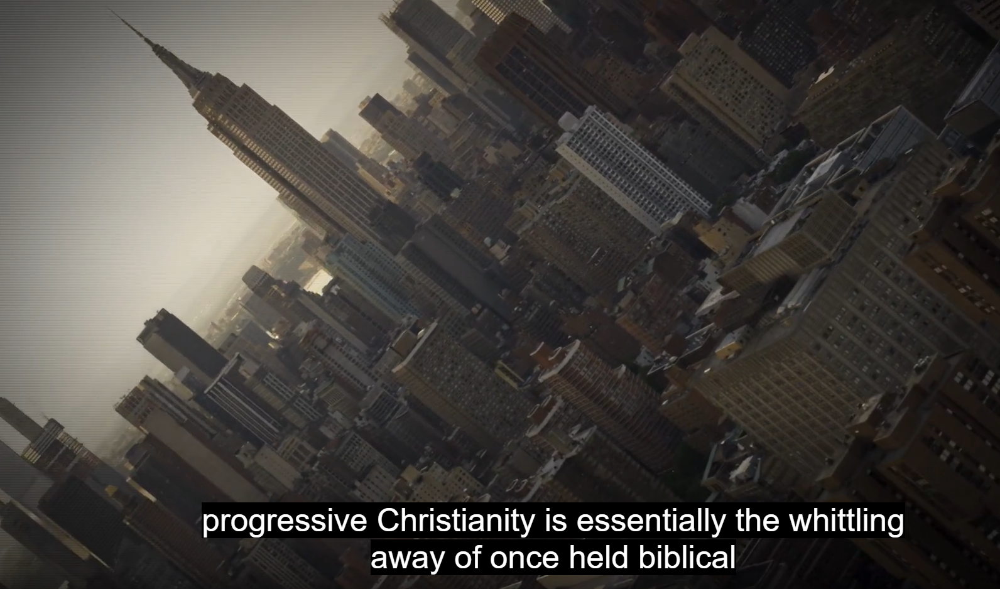 progressive Christianity is essentially the whittling
away of once held biblical